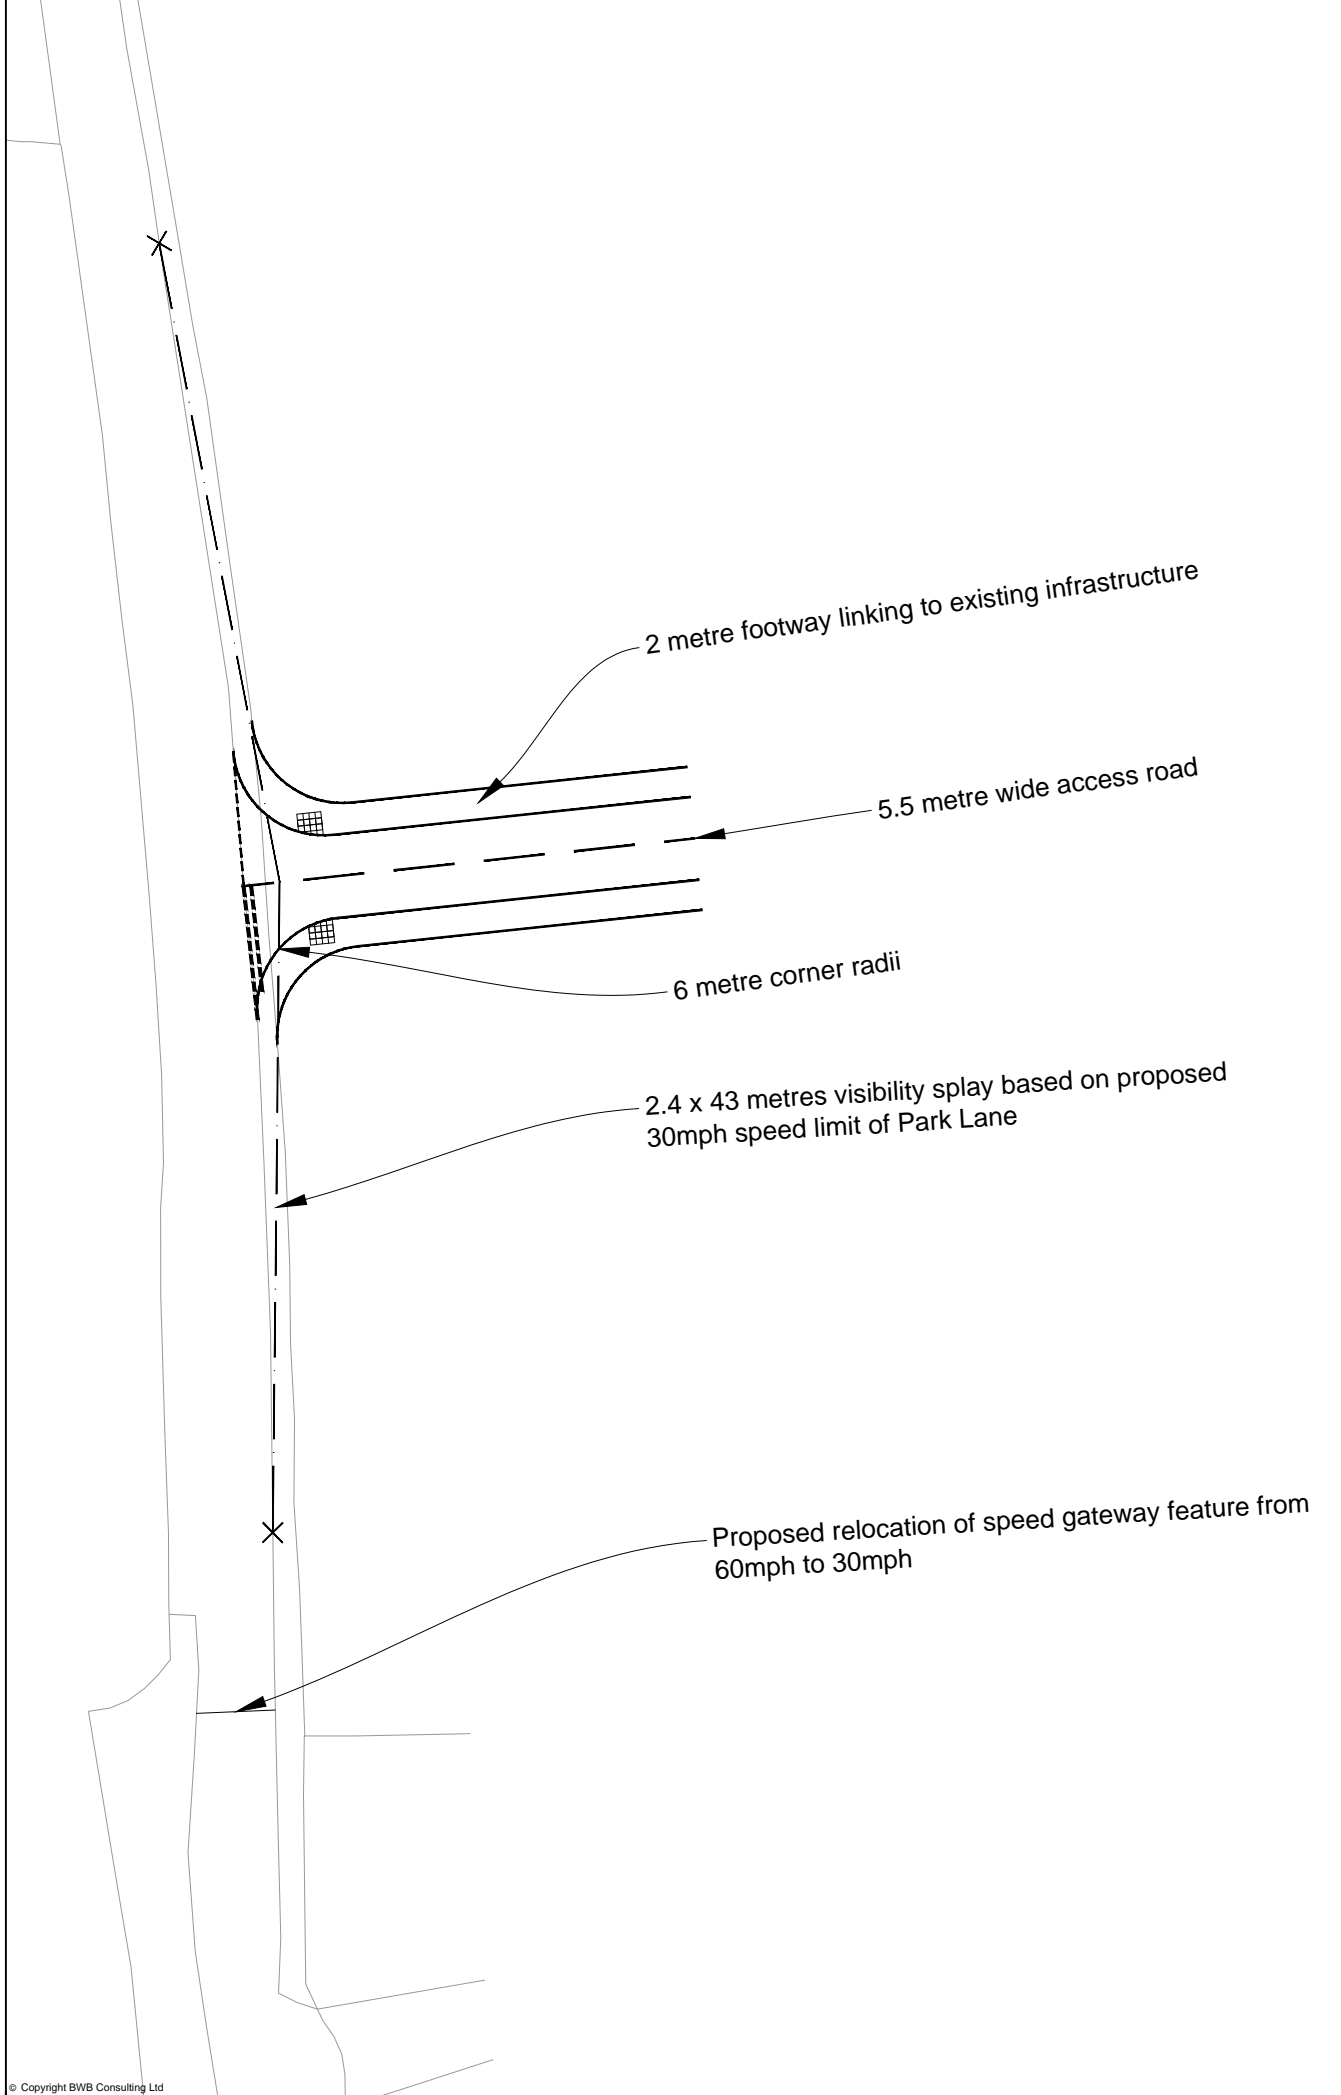 2 metre footway linking to existing infrastructure
5.5 metre wide access road
6 metre corner radii
2.4 x 43 metres visibility splay based on proposed
30mph speed limit of Park Lane
Proposed relocation of speed gateway feature from
60mph to 30mph
© Copyright BWB Consulting Ltd